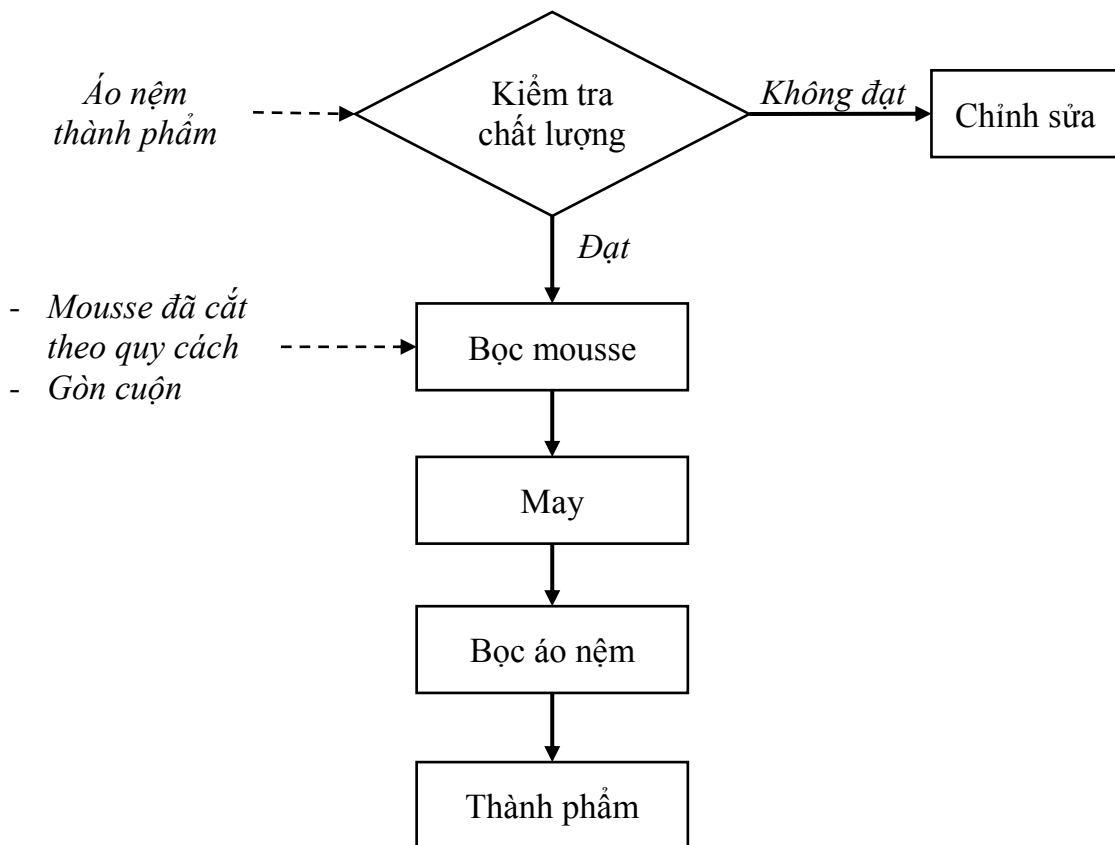 Áo nệm
thành phẩm
Kiểm tra
chất lượng
Không đạt
Chỉnh sửa
Đạt
- Mousse đã cắt
theo quy cách
- Gòn cuộn
Bọc mousse
May
Bọc áo nệm
Thành phẩm